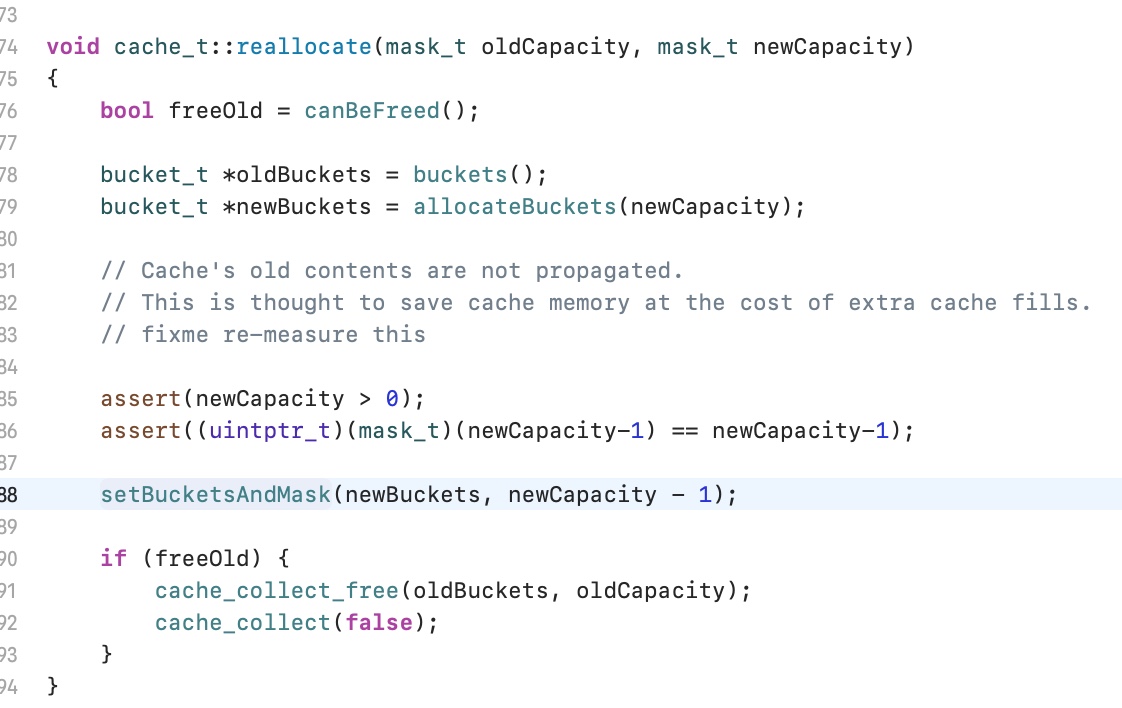 73
74 void cache_t::reallocate(mask_t oldCapacity, mask_t newCapacity)
75 {
76     bool freeOld = canBeFreed();
77
78     bucket_t *oldBuckets = buckets();
79     bucket_t *newBuckets = allocateBuckets(newCapacity);
80
81     // Cache's old contents are not propagated.
82     // This is thought to save cache memory at the cost of extra cache fills.
83     // fixme re-measure this
84
85     assert(newCapacity > 0);
86     assert((uintptr_t)(mask_t)(newCapacity-1) == newCapacity-1);
87
88     setBucketsAndMask(newBuckets, newCapacity - 1);
89
90     if (freeOld) {
91         cache_collect_free(oldBuckets, oldCapacity);
92         cache_collect(false);
93     }
94 }